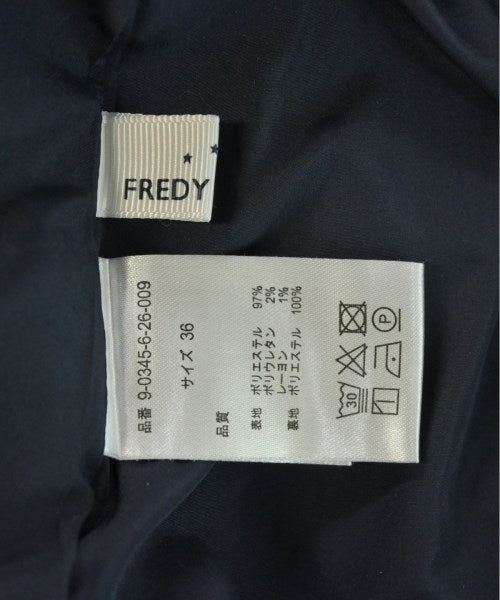 FREDY
品番 9-0345-6-26-009
サイズ 36
品質
表地 ポリエステル 97%
ポリウレタン 2%
レーヨン 1%
裏地 ポリエステル 100%
30
P